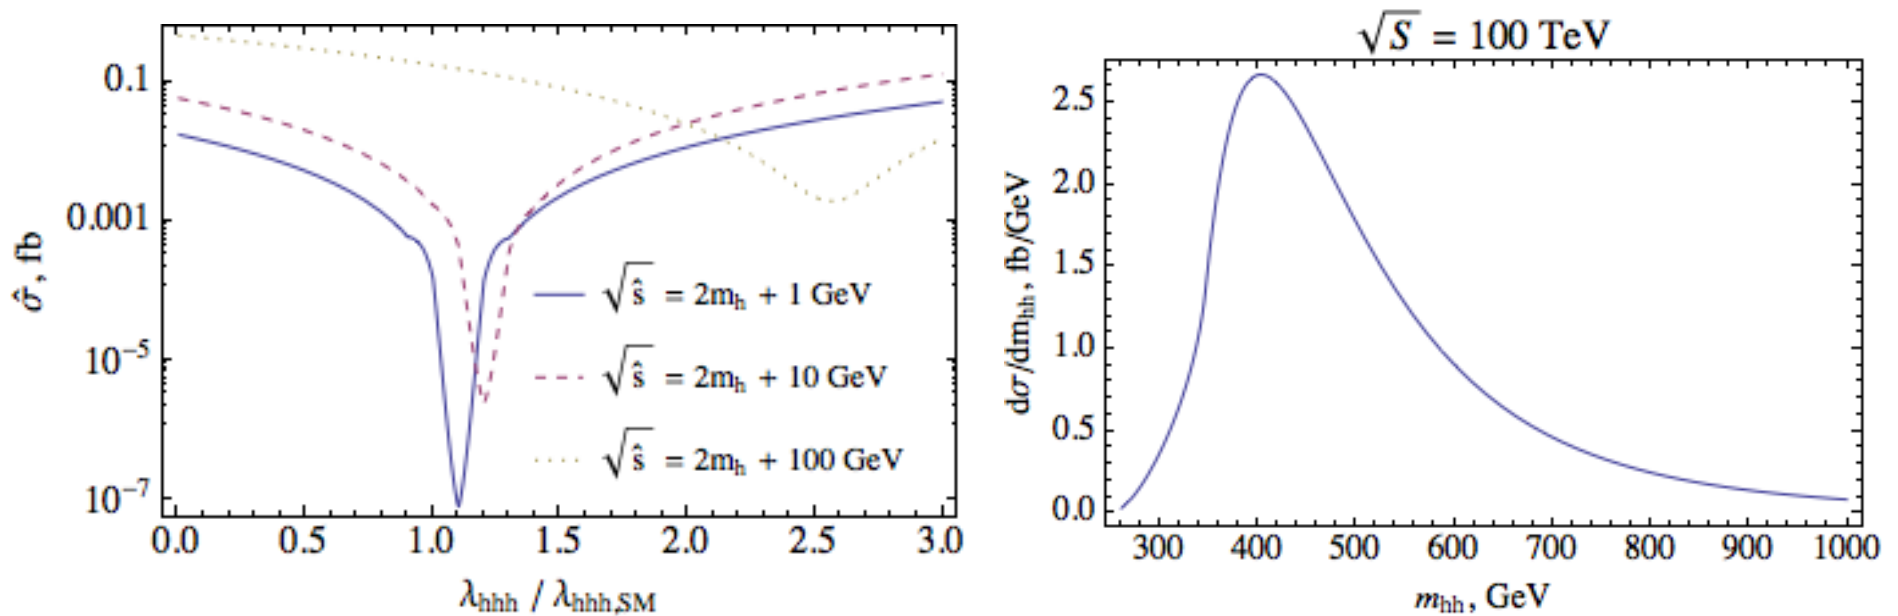 0.1
0.001
10⁻⁵
10⁻⁷
σ̂, fb
√ŝ = 2mₕ + 1 GeV
√ŝ = 2mₕ + 10 GeV
√ŝ = 2mₕ + 100 GeV
0.0 0.5 1.0 1.5 2.0 2.5 3.0
λhhh / λhhh,SM
√S = 100 TeV
2.5
2.0
1.5
1.0
0.5
0.0
dσ/dmhh, fb/GeV
300 400 500 600 700 800 900 1000
mhh, GeV